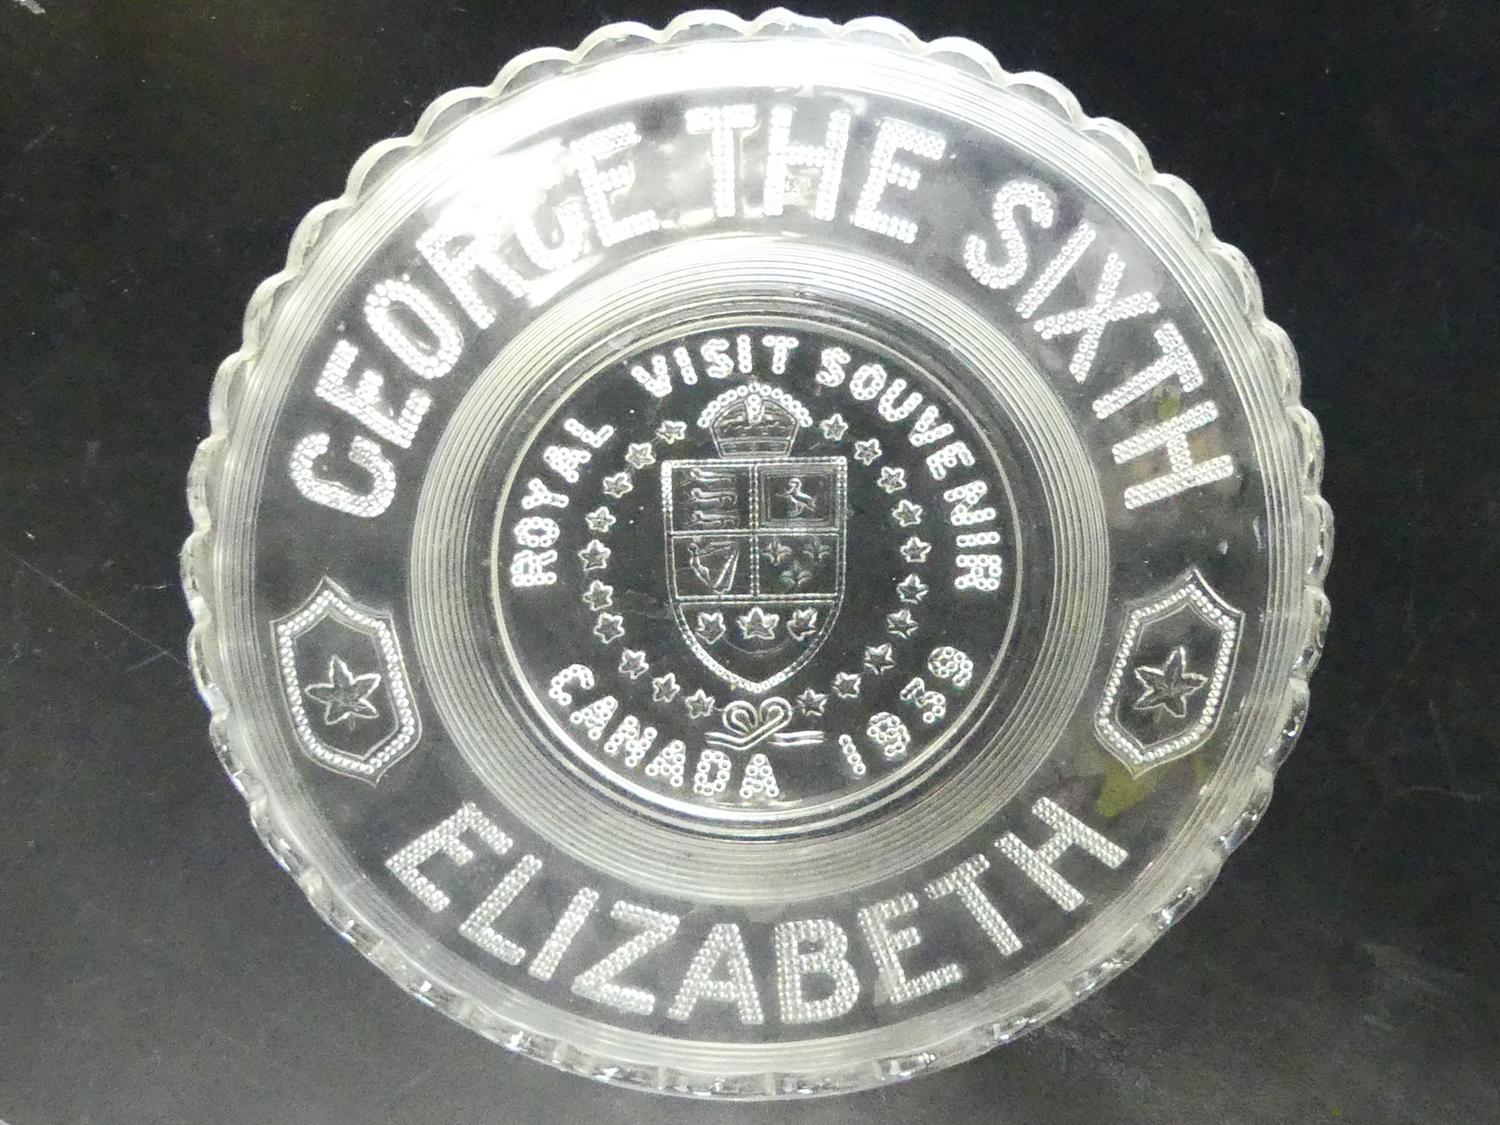 GEORGE THE SIXTH
ROYAL VISIT SOUVENIR
CANADA 1939
ELIZABETH